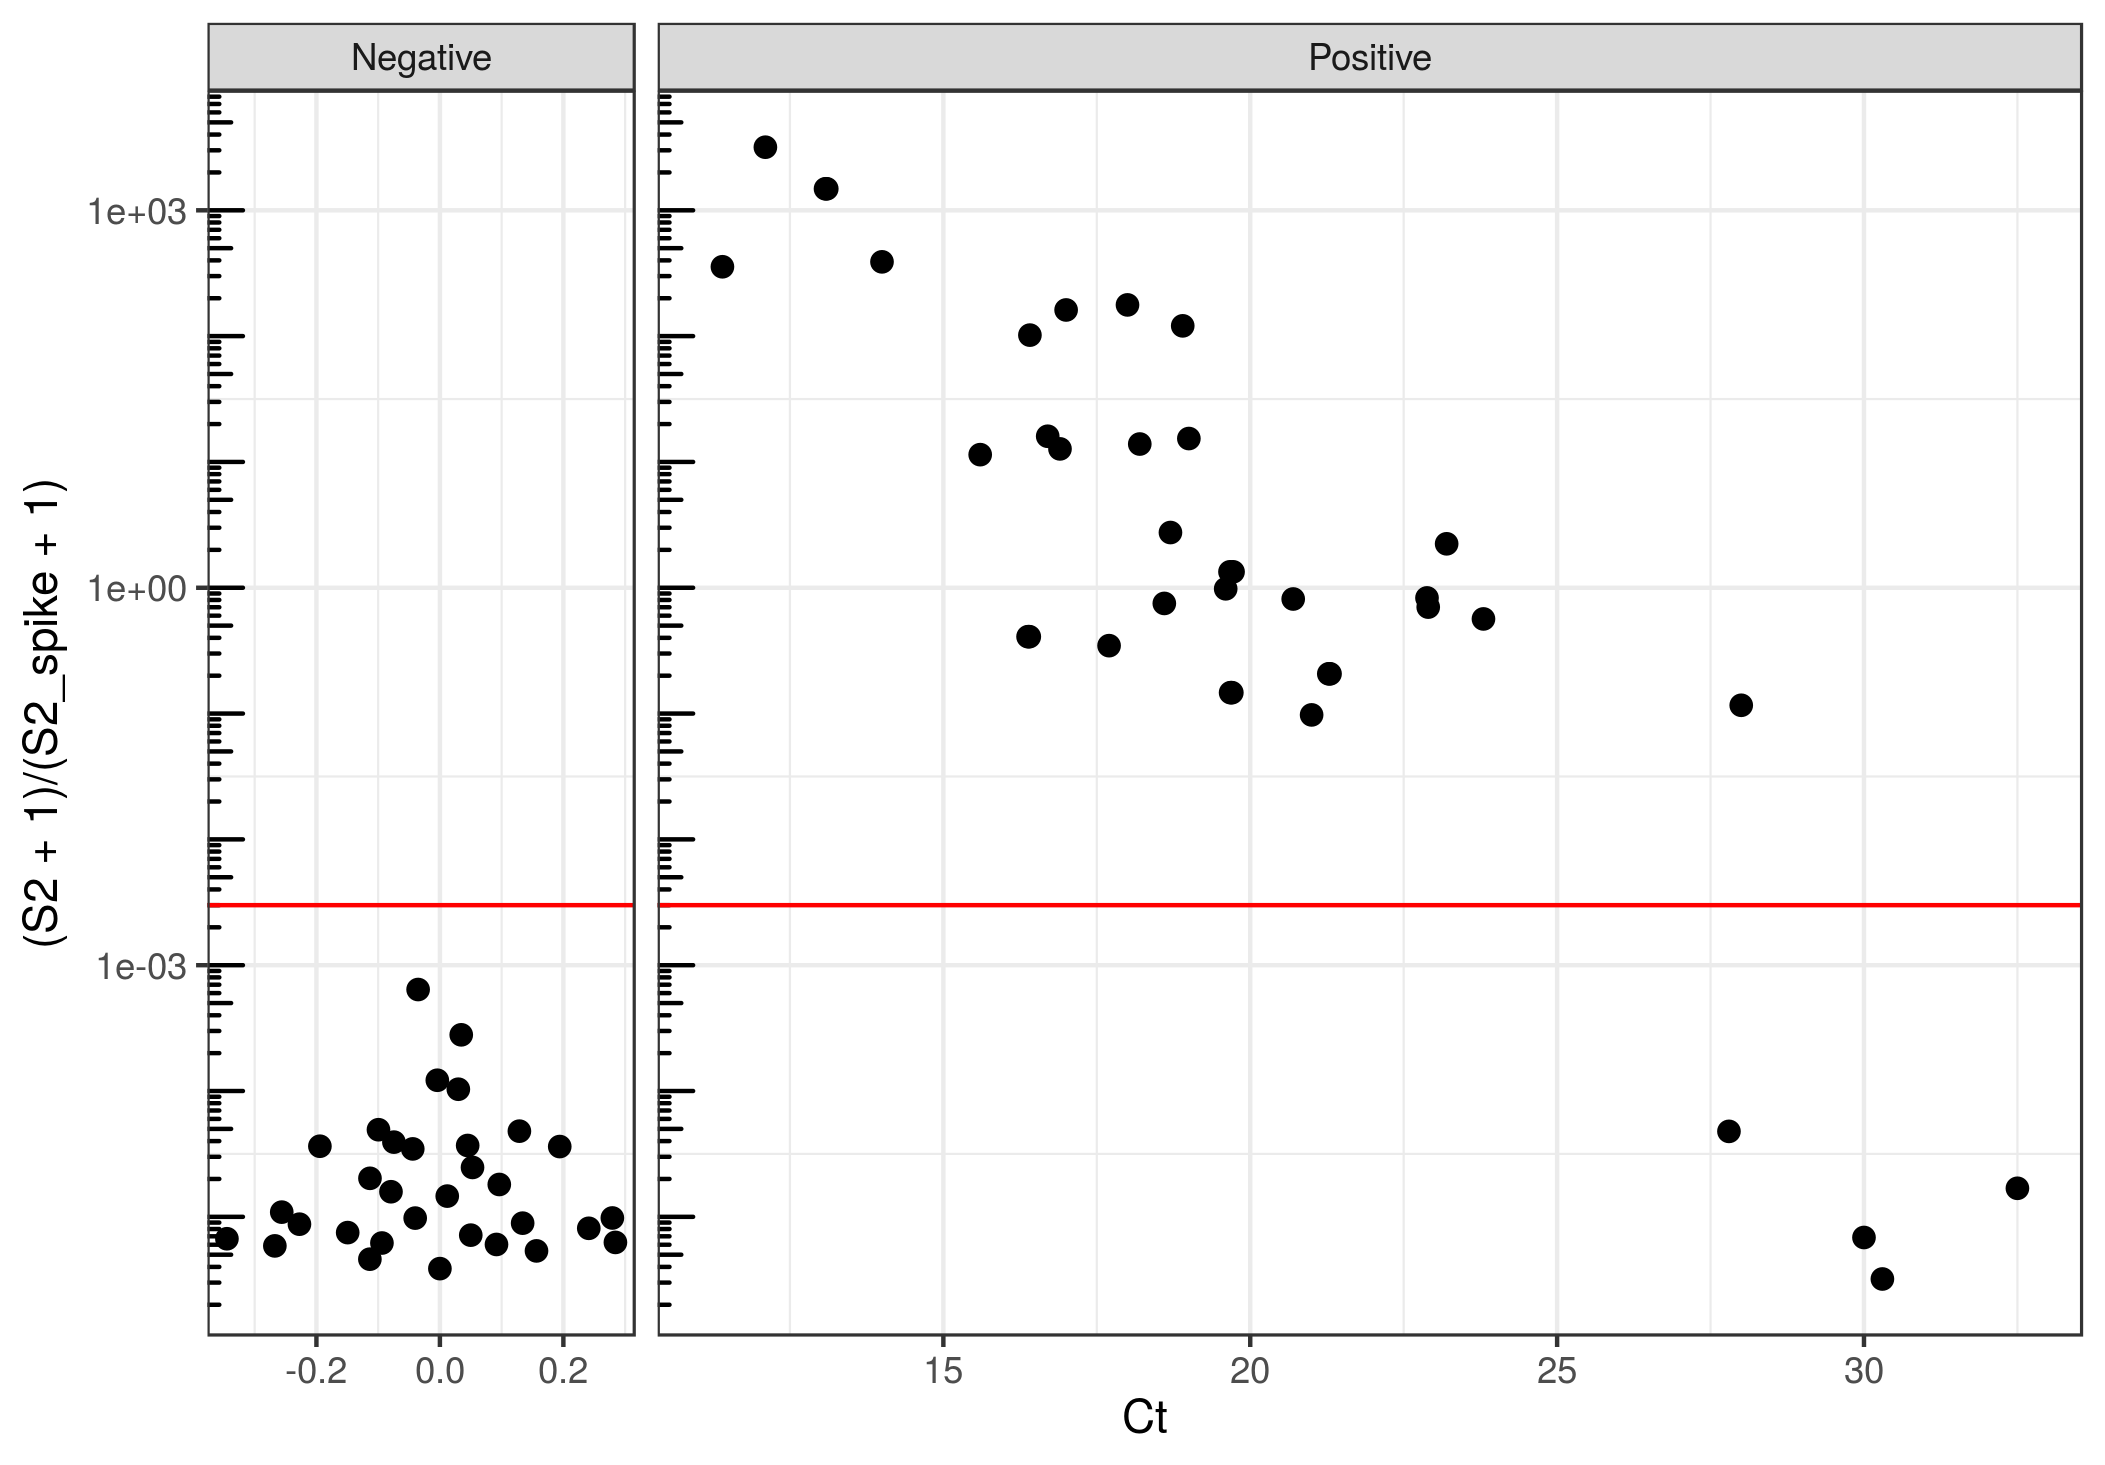 Negative
Positive
(S2 + 1)/(S2_spike + 1)
1e+03
1e+00
1e-03
-0.2 0.0 0.2
15 20 25 30
Ct